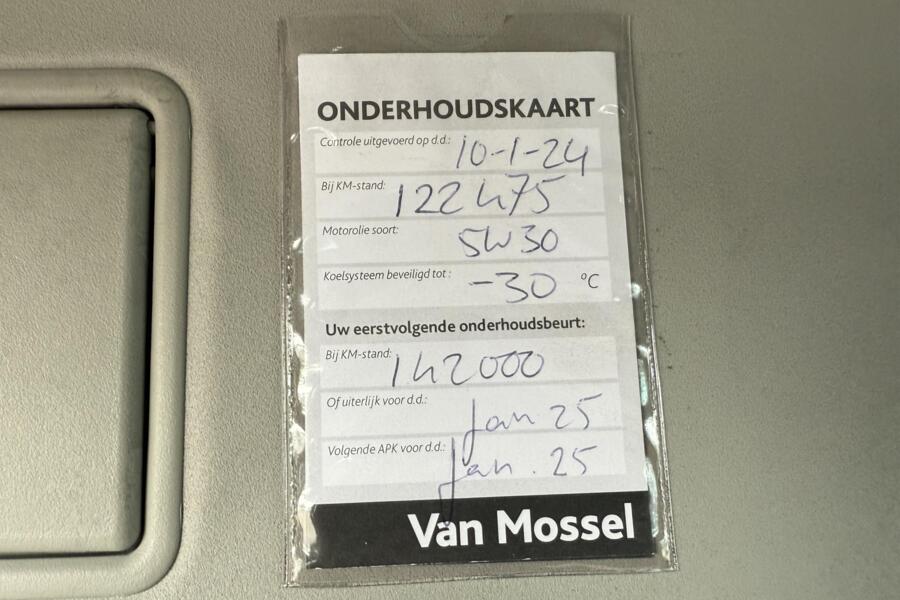 ONDERHOUDSKAART
Controle uitgevoerd op d.d.: 10-1-24
Bij KM-stand: 122475
Motorolie soort: 5W30
Koelsysteem beveiligd tot: -30 °C
Uw eerstvolgende onderhoudsbeurt:
Bij KM-stand: 142000
Of uiterlijk voor d.d.: Jan 25
Volgende APK voor d.d.: Jan. 25
Van Mossel